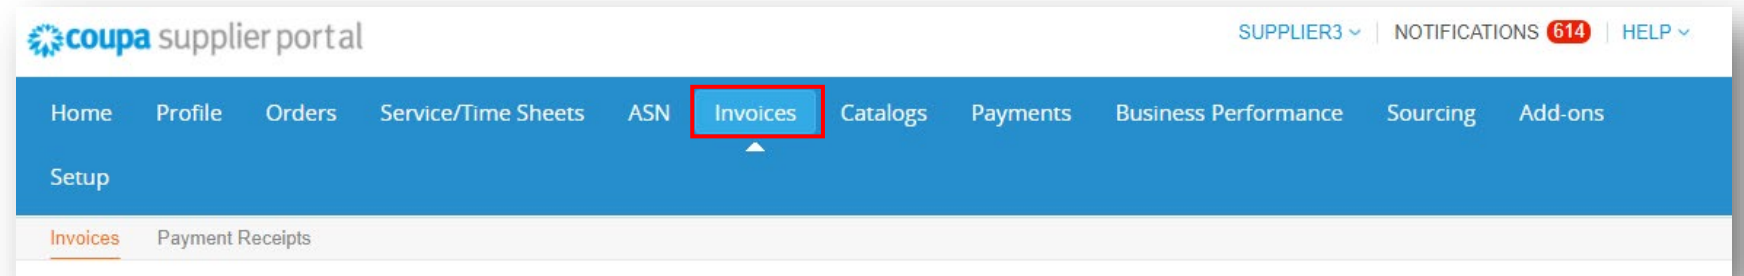 coupa supplier portal
SUPPLIER3 NOTIFICATIONS 614 HELP
Home Profile Orders Service/Time Sheets ASN Invoices Catalogs Payments Business Performance Sourcing Add-ons
Setup
Invoices Payment Receipts